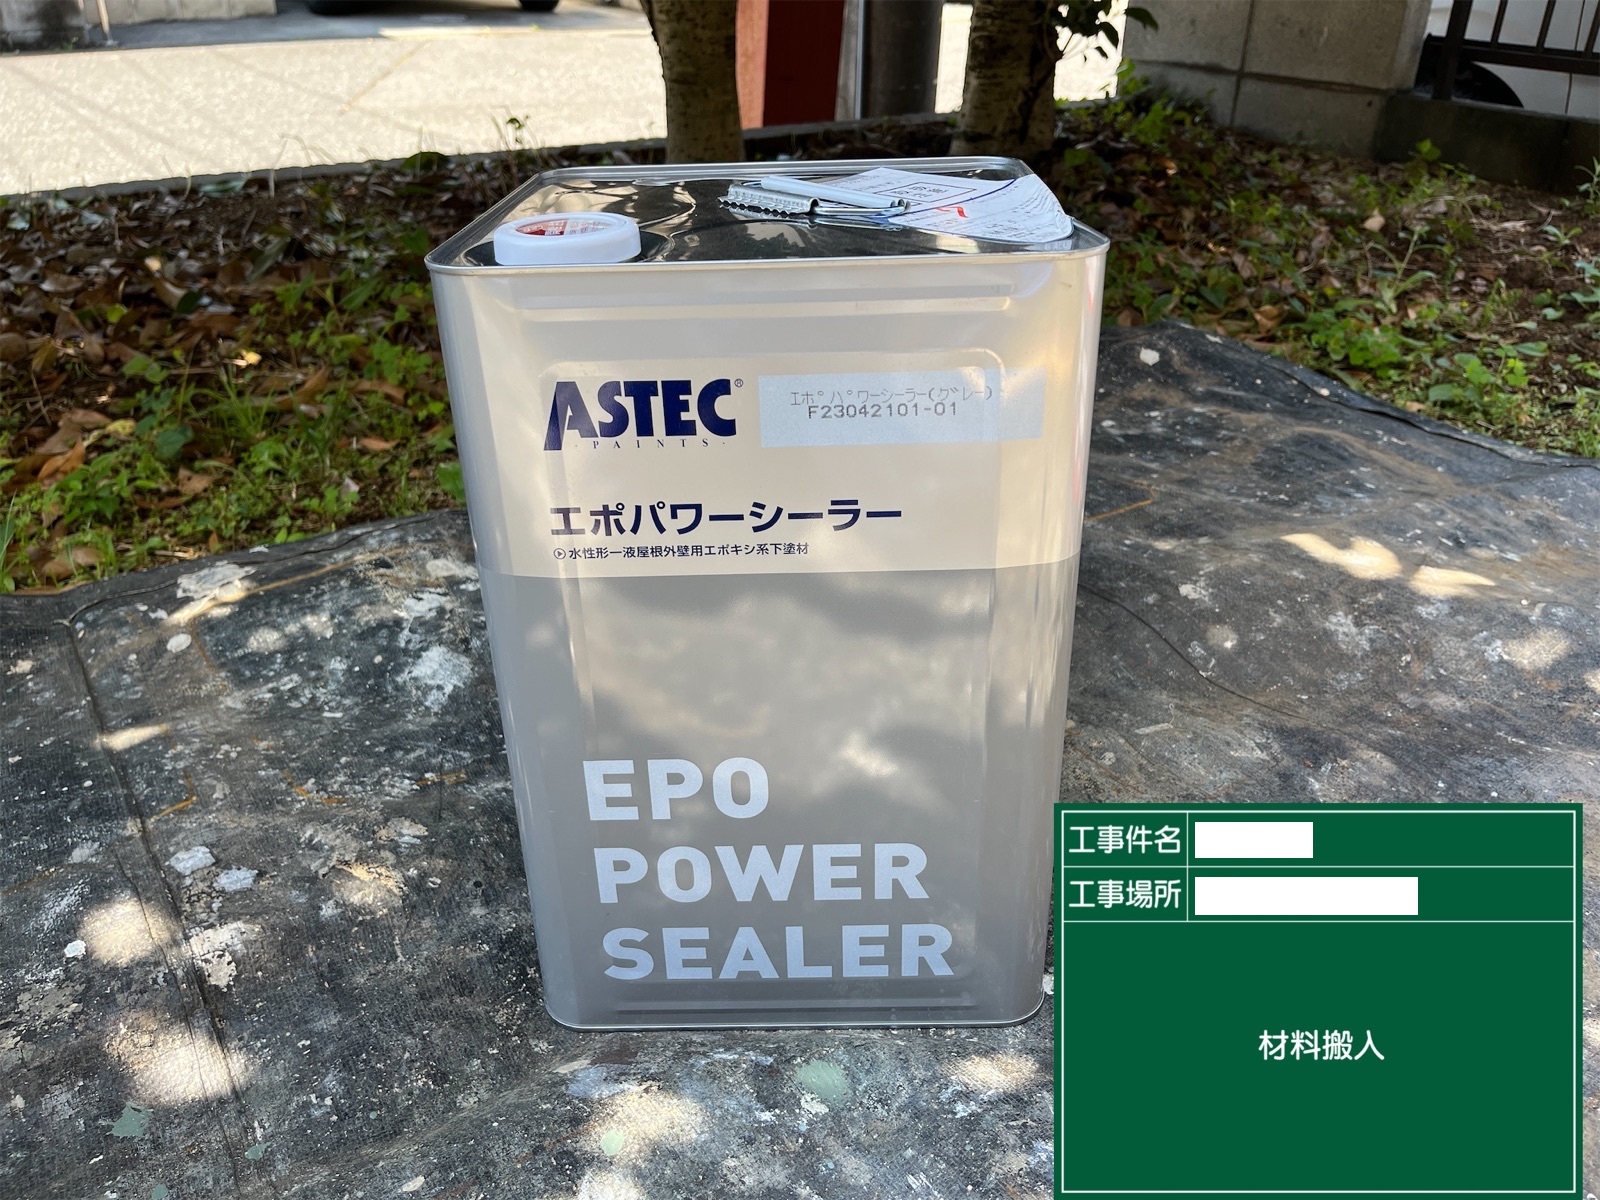 ASTEC®
PAINTS
エポパワーシーラー(グレー)
F23042101-01
エポパワーシーラー
水性形一液屋根外壁用エポキシ系下塗材
EPO
POWER
SEALER
工事件名
工事場所
材料搬入